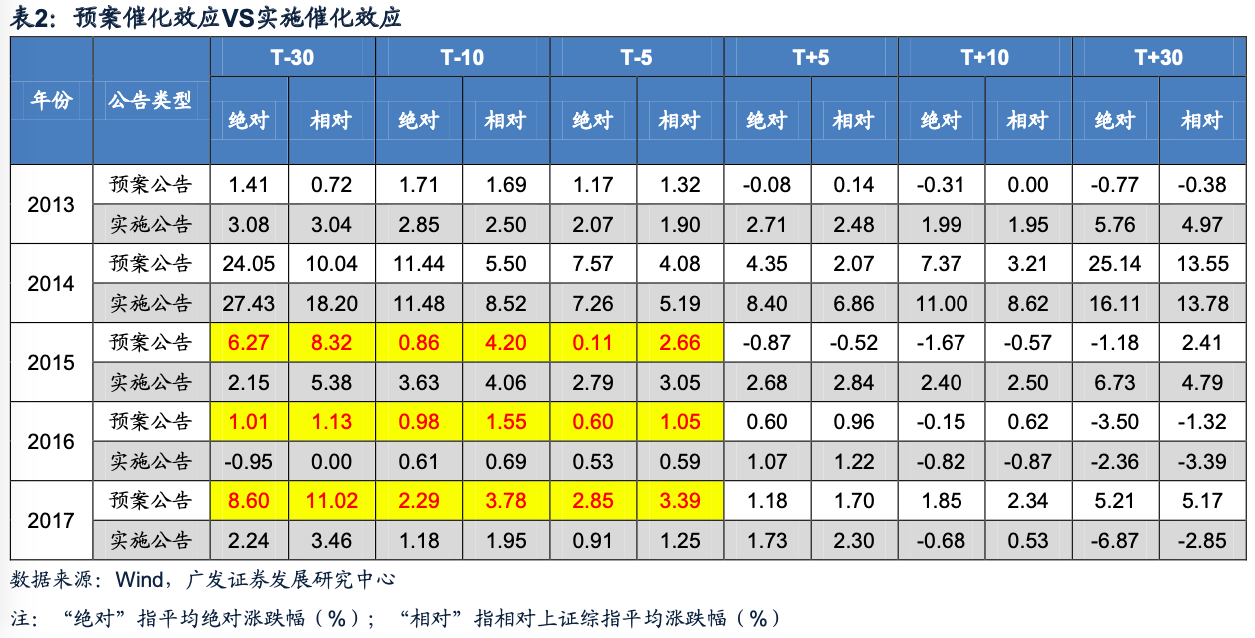 表2：预案催化效应VS实施催化效应
年份 公告类型 T-30 T-10 T-5 T+5 T+10 T+30
绝对 相对 绝对 相对 绝对 相对 绝对 相对 绝对 相对 绝对 相对
2013 预案公告 1.41 0.72 1.71 1.69 1.17 1.32 -0.08 0.14 -0.31 0.00 -0.77 -0.38
实施公告 3.08 3.04 2.85 2.50 2.07 1.90 2.71 2.48 1.99 1.95 5.76 4.97
2014 预案公告 24.05 10.04 11.44 5.50 7.57 4.08 4.35 2.07 7.37 3.21 25.14 13.55
实施公告 27.43 18.20 11.48 8.52 7.26 5.19 8.40 6.86 11.00 8.62 16.11 13.78
2015 预案公告 6.27 8.32 0.86 4.20 0.11 2.66 -0.87 -0.52 -1.67 -0.57 -1.18 2.41
实施公告 2.15 5.38 3.63 4.06 2.79 3.05 2.68 2.84 2.40 2.50 6.73 4.79
2016 预案公告 1.01 1.13 0.98 1.55 0.60 1.05 0.60 0.96 -0.15 0.62 -3.50 -1.32
实施公告 -0.95 0.00 0.61 0.69 0.53 0.59 1.07 1.22 -0.82 -0.87 -2.36 -3.39
2017 预案公告 8.60 11.02 2.29 3.78 2.85 3.39 1.18 1.70 1.85 2.34 5.21 5.17
实施公告 2.24 3.46 1.18 1.95 0.91 1.25 1.73 2.30 -0.68 0.53 -6.87 -2.85
数据来源：Wind，广发证券发展研究中心
注：“绝对”指平均绝对涨跌幅（%）；“相对”指相对上证综指平均涨跌幅（%）